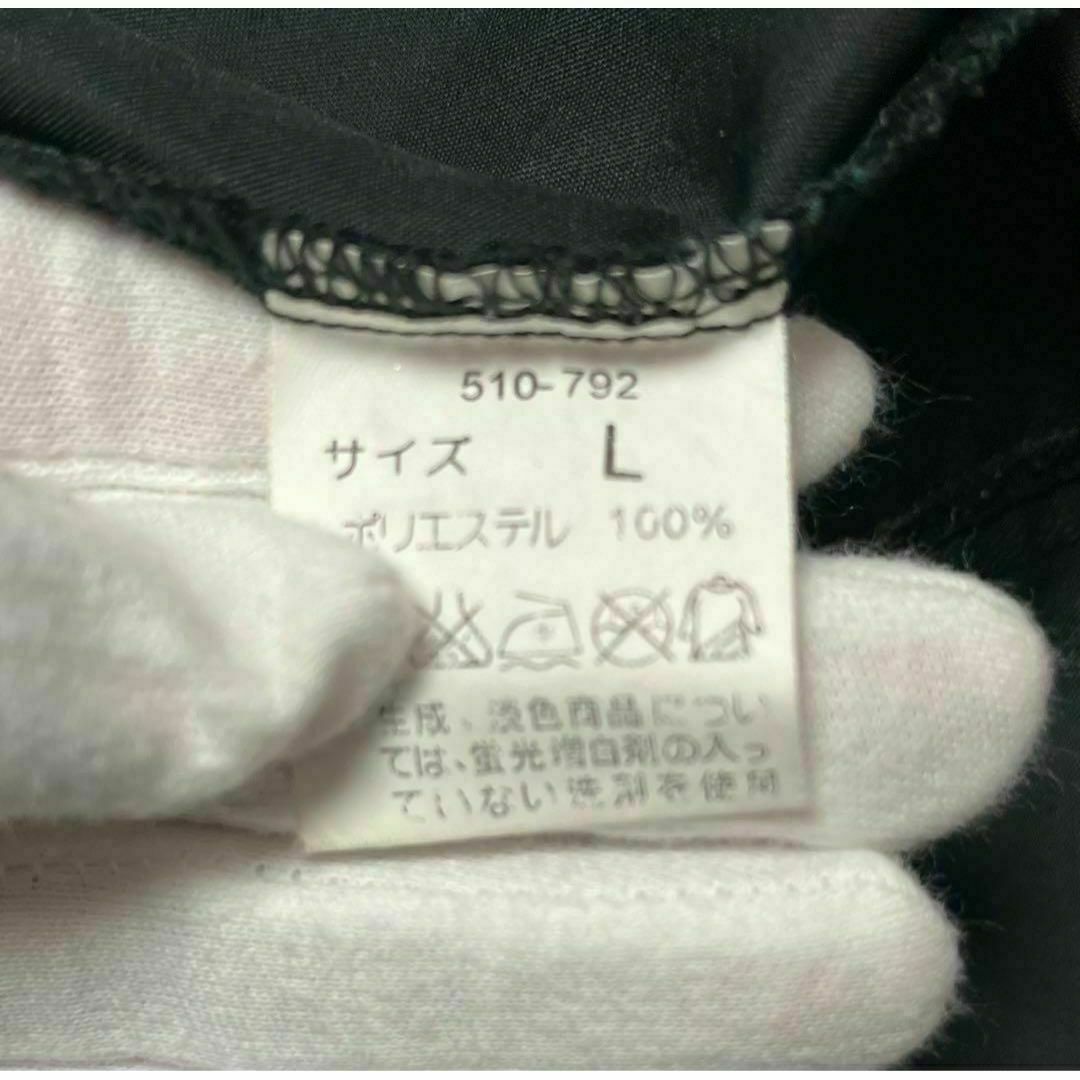 510-792
サイズ L
ポリエステル 100%
生成、淡色商品につい
ては、蛍光増白剤の入っ
ていない洗剤を使用